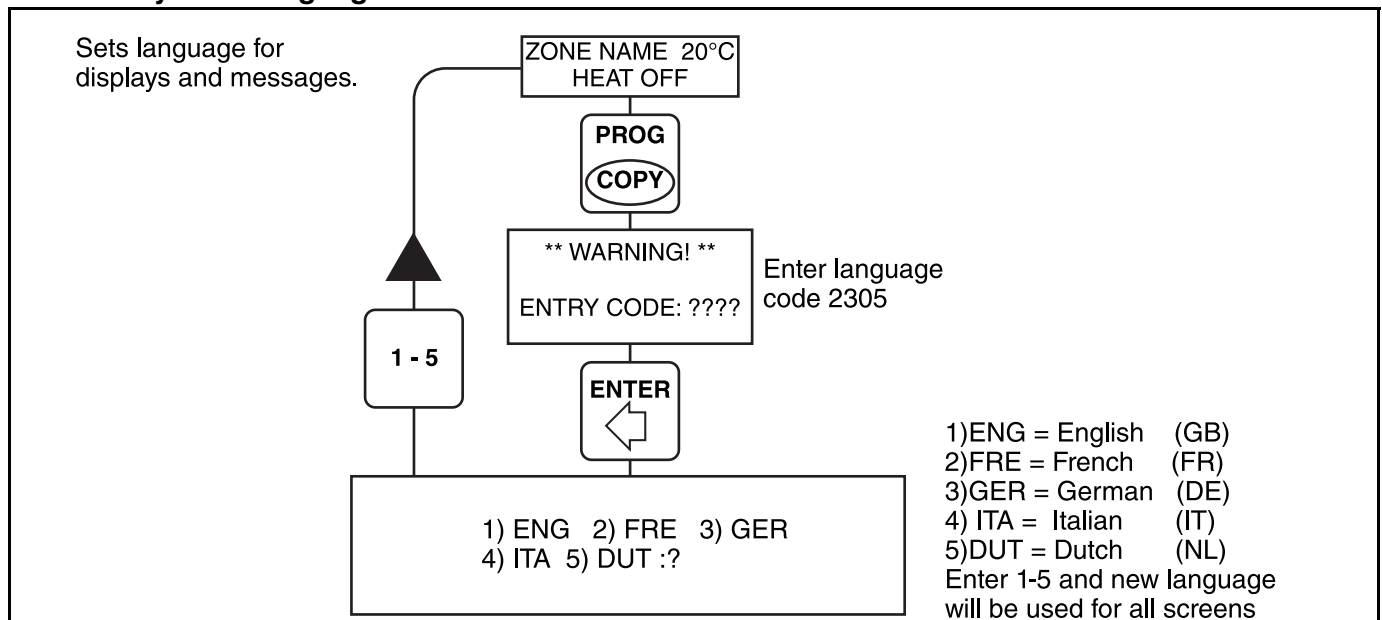 Sets language for
displays and messages.
ZONE NAME 20°C
HEAT OFF
PROG
COPY
** WARNING! **
ENTRY CODE: ????
Enter language
code 2305
1 - 5
ENTER
1) ENG 2) FRE 3) GER
4) ITA 5) DUT :?
1)ENG = English (GB)
2)FRE = French (FR)
3)GER = German (DE)
4) ITA = Italian (IT)
5)DUT = Dutch (NL)
Enter 1-5 and new language
will be used for all screens